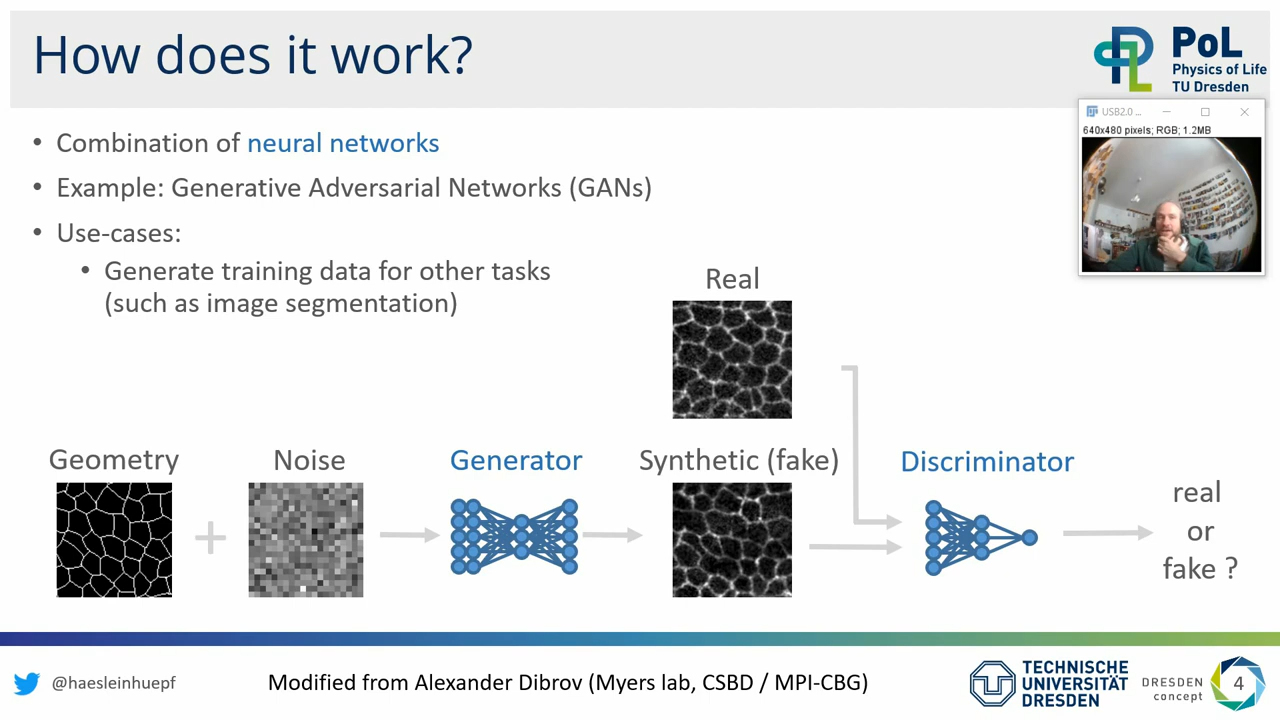 How does it work?
PoL
Physics of Life
TU Dresden
USB2.0 ...
640x480 pixels; RGB; 1.2MB
• Combination of neural networks
• Example: Generative Adversarial Networks (GANs)
• Use-cases:
• Generate training data for other tasks
(such as image segmentation)
Real
Geometry
Noise
Generator
Synthetic (fake)
Discriminator
+
real
or
fake ?
@haesleinhuepf
Modified from Alexander Dibrov (Myers lab, CSBD / MPI-CBG)
TECHNISCHE
UNIVERSITÄT
DRESDEN
DRESDEN
concept
4